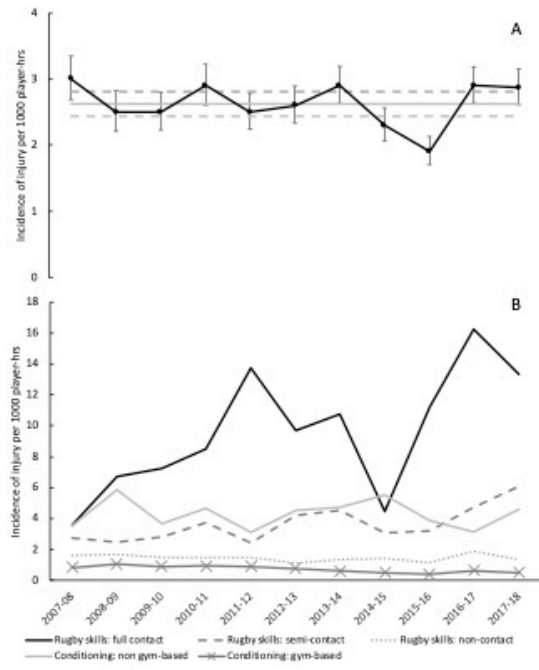 A
Incidence of injury per 1000 player-hrs
4
3
2
1
0
B
Incidence of injury per 1000 player-hrs
18
16
14
12
10
8
6
4
2
0
2007-08 2008-09 2009-10 2010-11 2011-12 2012-13 2013-14 2014-15 2015-16 2016-17 2017-18
Rugby skills: full contact Rugby skills: semi-contact Rugby skills: non-contact
Conditioning: non gym-based Conditioning: gym-based